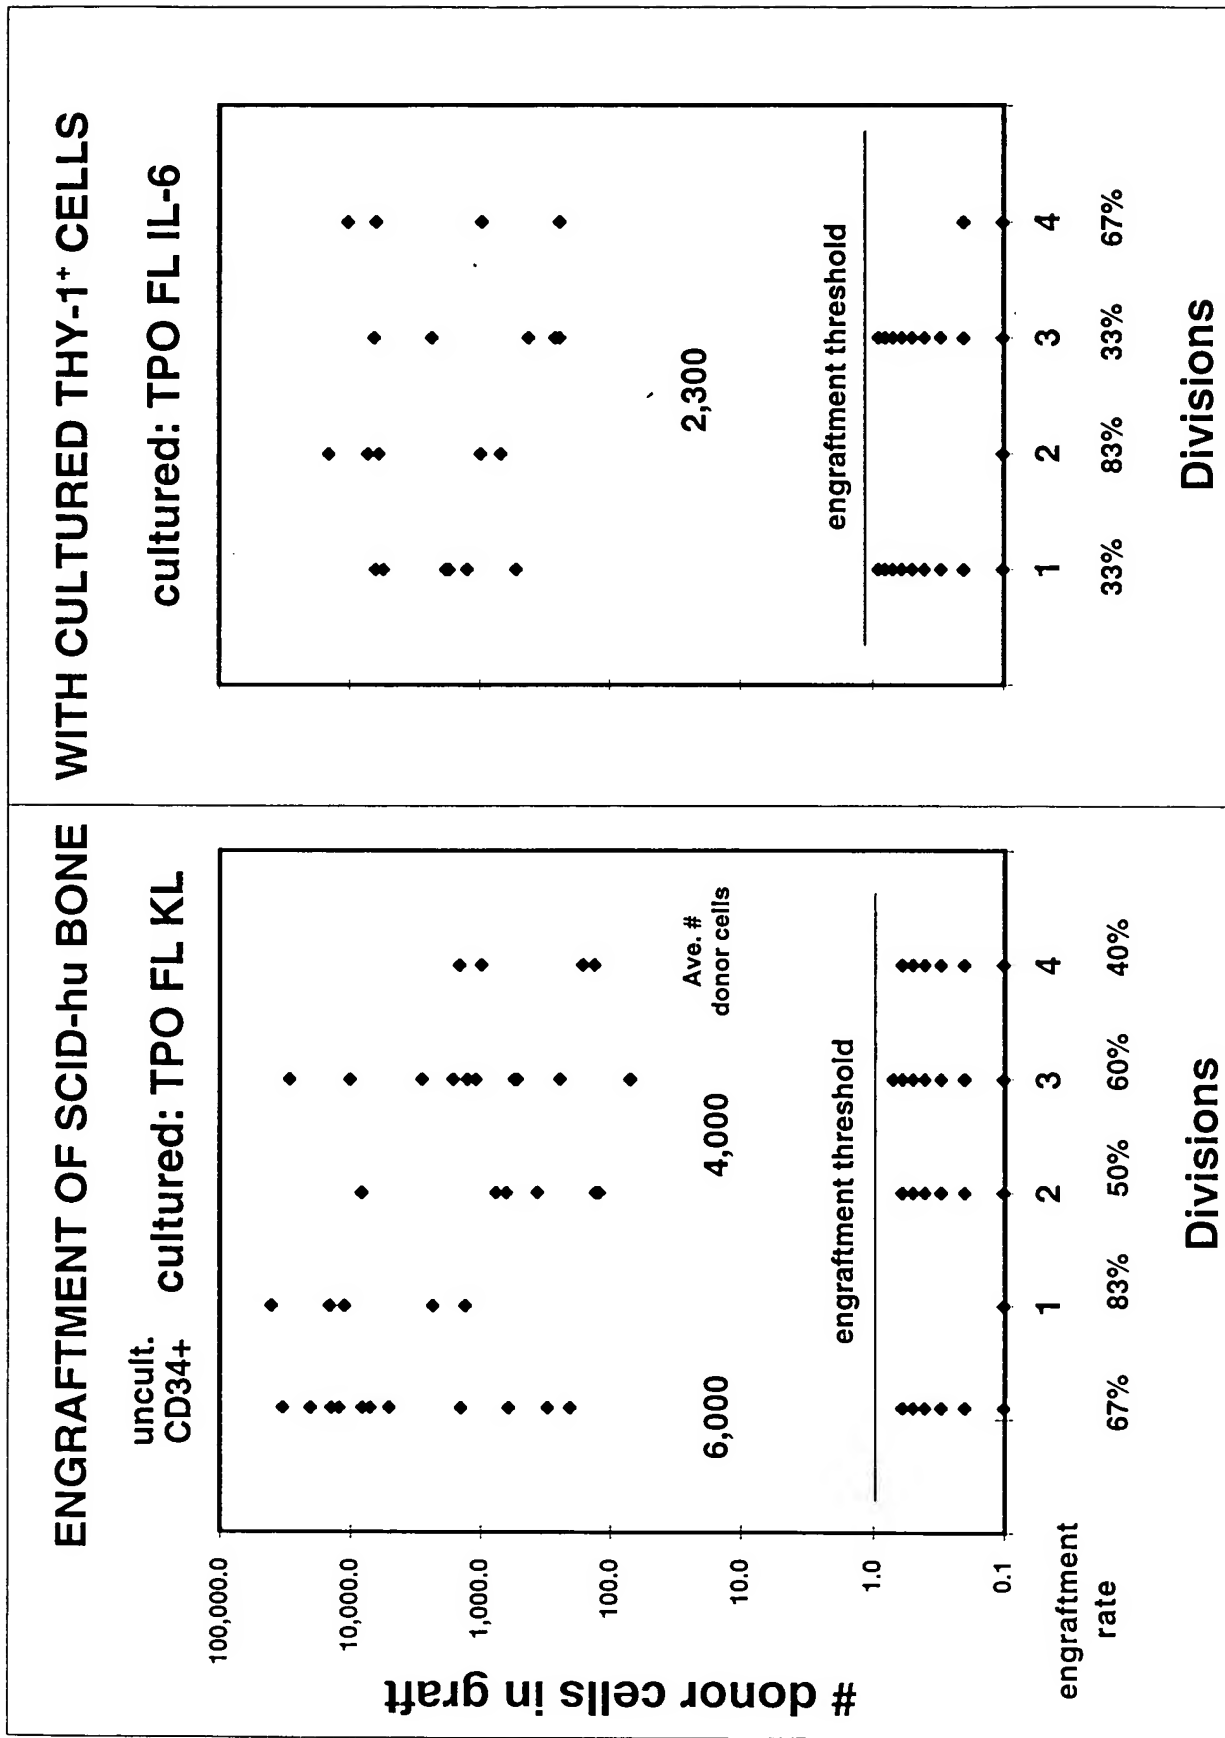 ENGRAFTMENT OF SCID-hu BONE WITH CULTURED THY-1⁺ CELLS
uncult.
CD34+
cultured: TPO FL KL
cultured: TPO FL IL-6
# donor cells in graft
100,000.0
10,000.0
1,000.0
100.0
10.0
1.0
0.1
6,000
4,000
Ave. #
donor cells
2,300
engraftment threshold
engraftment threshold
1 2 3 4
1 2 3 4
engraftment
rate
67% 83% 50% 60% 40%
33% 83% 33% 67%
Divisions
Divisions